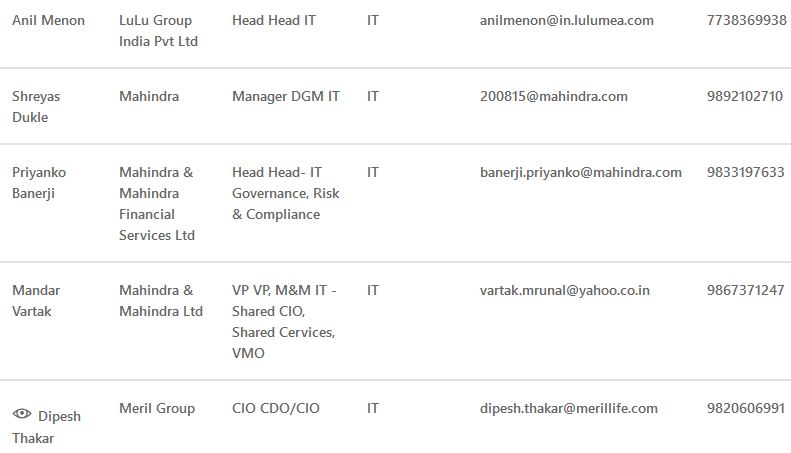 Anil Menon LuLu Group Head Head IT IT anilmenon@in.lulumea.com 7738369938
India Pvt Ltd
Shreyas Mahindra Manager DGM IT IT 200815@mahindra.com 9892102710
Dukle
Priyanko Mahindra & Head Head- IT IT banerji.priyanko@mahindra.com 9833197633
Banerji Mahindra Governance, Risk
Financial & Compliance
Services Ltd
Mandar Mahindra & VP VP, M&M IT - IT vartak.mrunal@yahoo.co.in 9867371247
Vartak Mahindra Ltd Shared CIO,
Shared Cervices,
VMO
Dipesh Meril Group CIO CDO/CIO IT dipesh.thakar@merillife.com 9820606991
Thakar